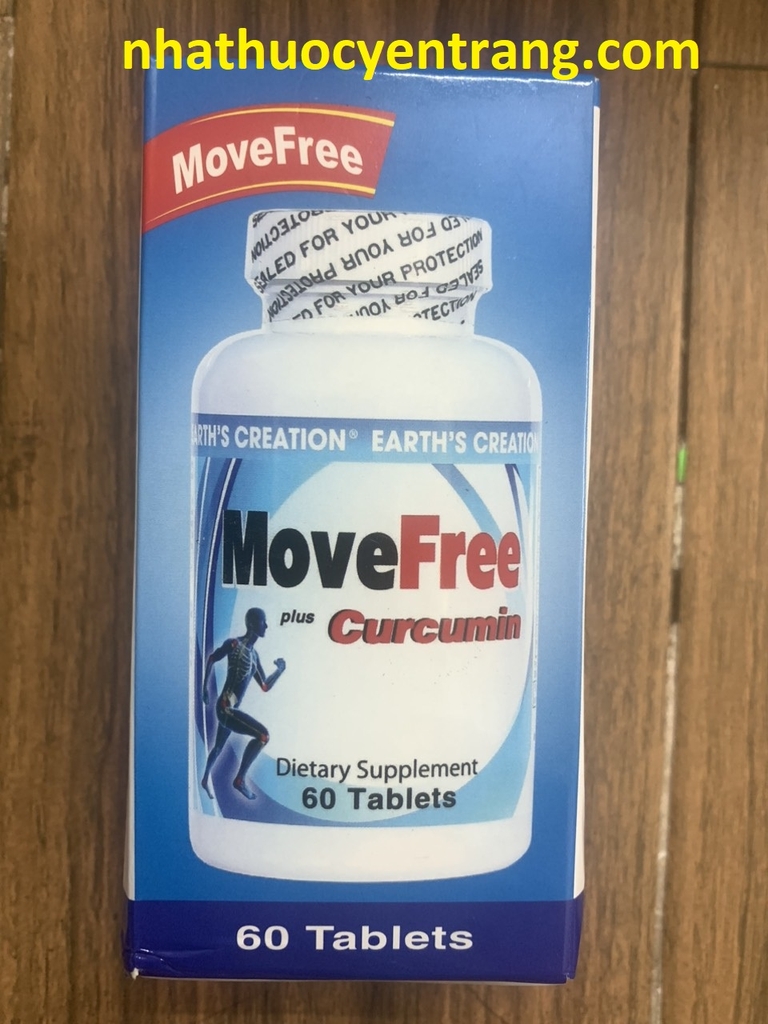 nhathuocyentrang.com
MoveFree
SEALED FOR YOUR PROTECTION
ARTH'S CREATION® EARTH'S CREATION
MoveFree
plus Curcumin
Dietary Supplement
60 Tablets
60 Tablets